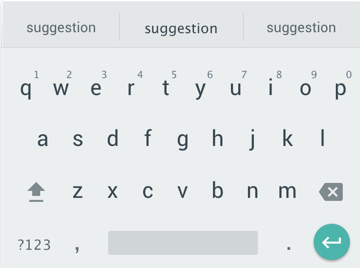 suggestion suggestion suggestion
1 2 3 4 5 6 7 8 9 0
q w e r t y u i o p
a s d f g h j k l
z x c v b n m
?123 , .